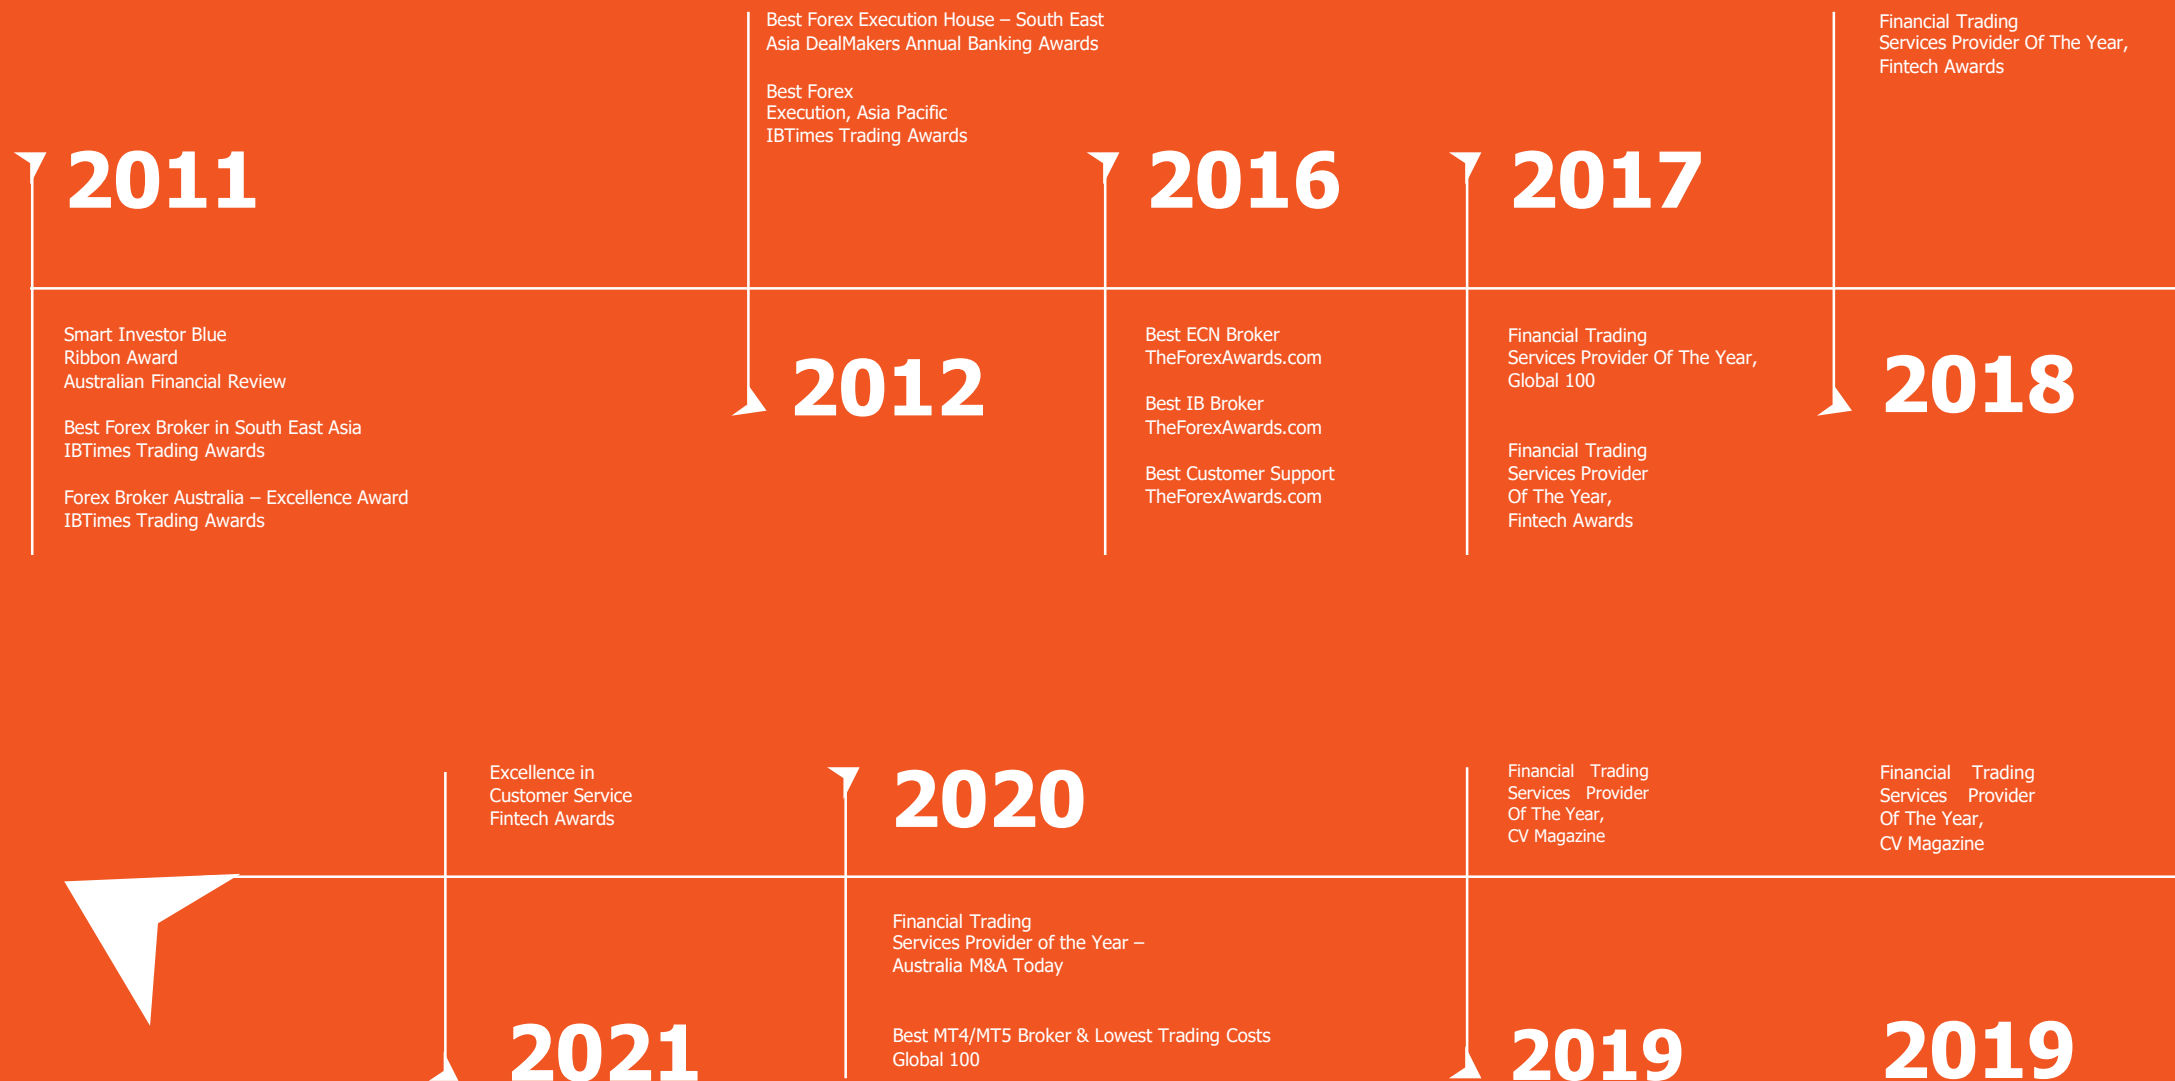 2011
Smart Investor Blue
Ribbon Award
Australian Financial Review
Best Forex Broker in South East Asia
IBTimes Trading Awards
Forex Broker Australia – Excellence Award
IBTimes Trading Awards
Best Forex Execution House – South East
Asia DealMakers Annual Banking Awards
Best Forex
Execution, Asia Pacific
IBTimes Trading Awards
2012
2016
Best ECN Broker
TheForexAwards.com
Best IB Broker
TheForexAwards.com
Best Customer Support
TheForexAwards.com
2017
Financial Trading
Services Provider Of The Year,
Global 100
Financial Trading
Services Provider
Of The Year,
Fintech Awards
Financial Trading
Services Provider Of The Year,
Fintech Awards
2018
Excellence in
Customer Service
Fintech Awards
2021
2020
Financial Trading
Services Provider of the Year –
Australia M&A Today
Best MT4/MT5 Broker & Lowest Trading Costs
Global 100
Financial Trading
Services Provider
Of The Year,
CV Magazine
2019
Financial Trading
Services Provider
Of The Year,
CV Magazine
2019